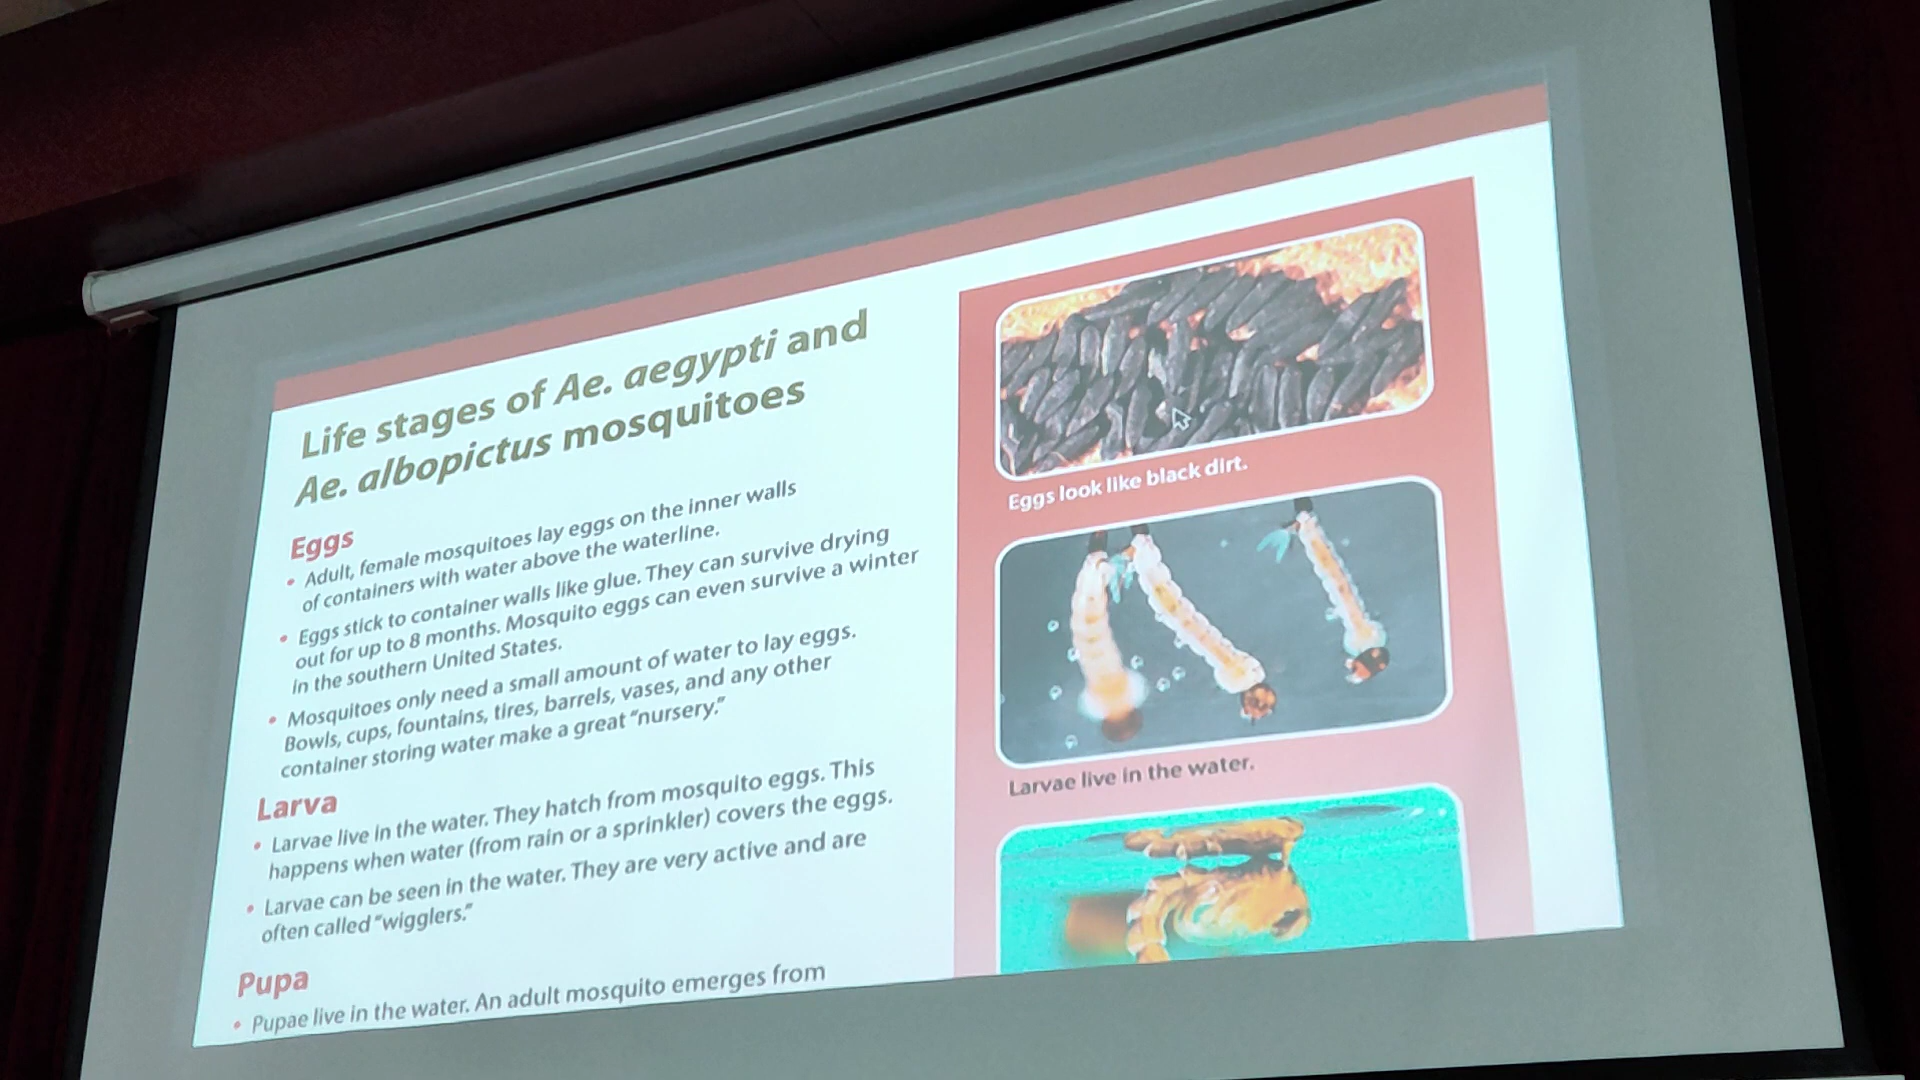 Life stages of Ae. aegypti and
Ae. albopictus mosquitoes
Eggs
• Adult, female mosquitoes lay eggs on the inner walls
of containers with water above the waterline.
• Eggs stick to container walls like glue. They can survive drying
out for up to 8 months. Mosquito eggs can even survive a winter
in the southern United States.
• Mosquitoes only need a small amount of water to lay eggs.
Bowls, cups, fountains, tires, barrels, vases, and any other
container storing water make a great “nursery.”
Larva
• Larvae live in the water. They hatch from mosquito eggs. This
happens when water (from rain or a sprinkler) covers the eggs.
• Larvae can be seen in the water. They are very active and are
often called “wigglers.”
Pupa
• Pupae live in the water. An adult mosquito emerges from
Eggs look like black dirt.
Larvae live in the water.